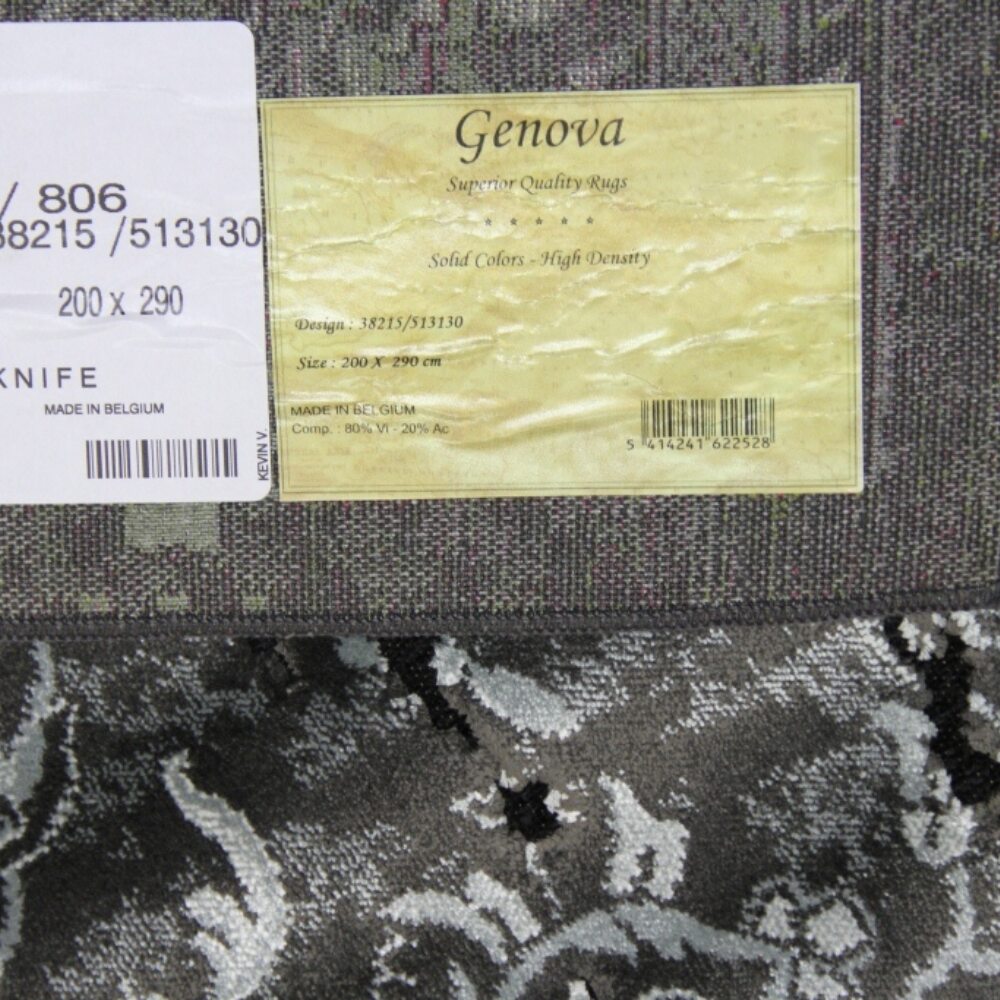 / 806
38215 /513130
200 X 290
KNIFE
MADE IN BELGIUM
KEVIN V.
Genova
Superior Quality Rugs
* * * * *
Solid Colors - High Density
Design : 38215/513130
Size : 200 X 290 cm
MADE IN BELGIUM
Comp. : 80% Vi - 20% Ac
5 414241 622528